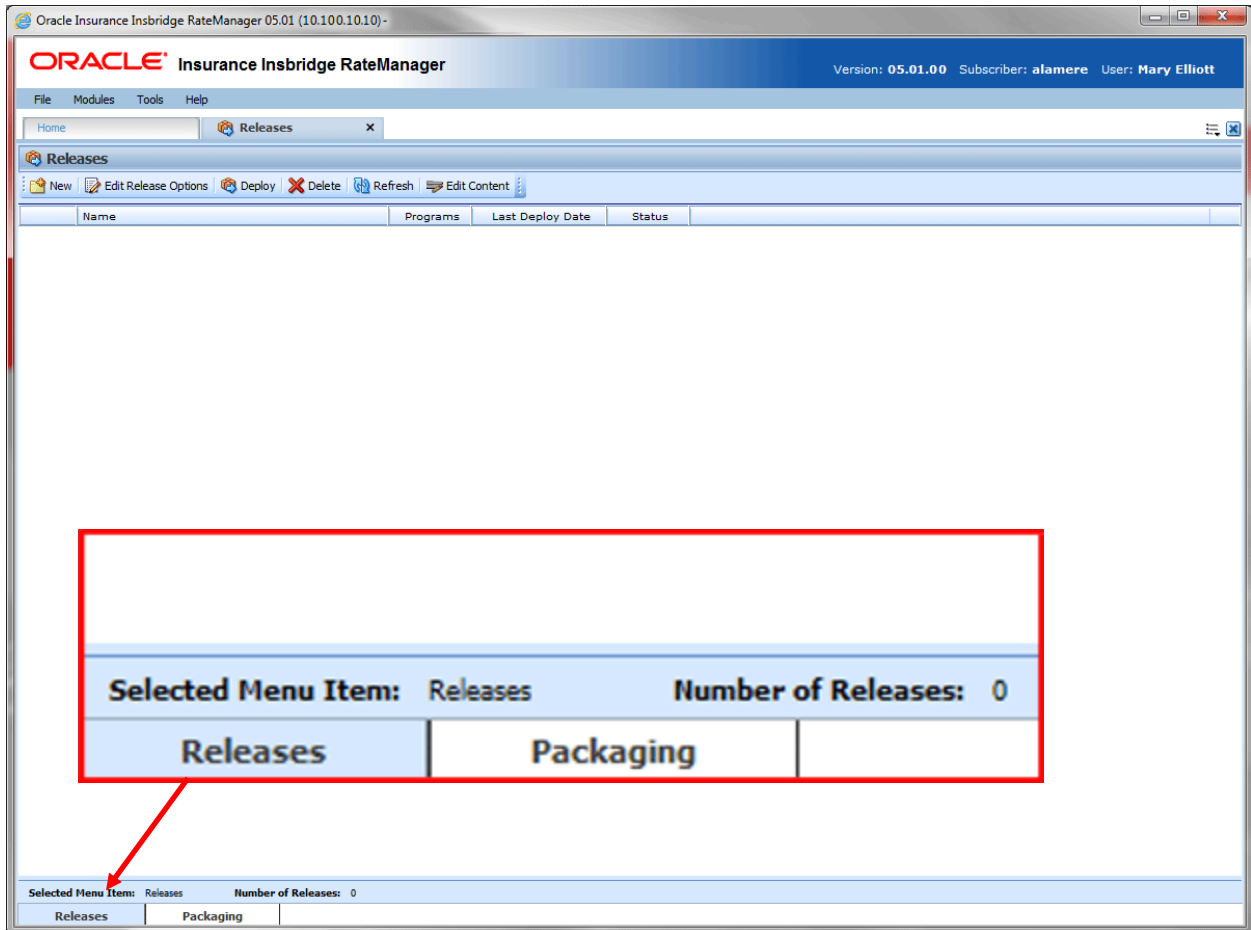 Oracle Insurance Insbridge RateManager 05.01 (10.100.10.10) -
ORACLE Insurance Insbridge RateManager
Version: 05.01.00 Subscriber: alamere User: Mary Elliott
File Modules Tools Help
Home Releases x
Releases
New Edit Release Options Deploy Delete Refresh Edit Content
Name Programs Last Deploy Date Status
Selected Menu Item: Releases Number of Releases: 0
Releases Packaging
Selected Menu Item: Releases Number of Releases: 0
Releases Packaging